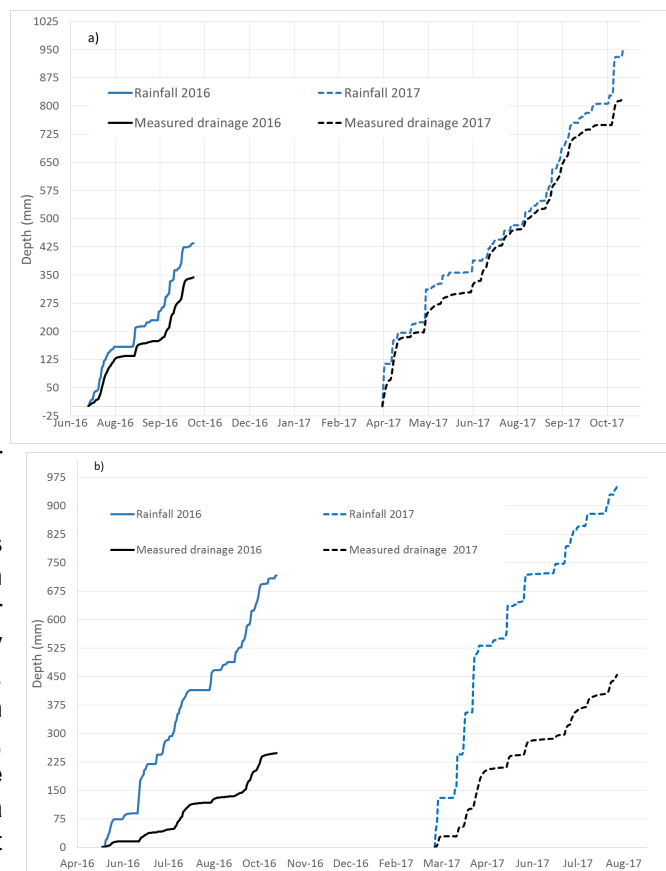 a)
1025
950
875
800
725
650
575
500
425
350
275
200
125
50
-25
Depth (mm)
Rainfall 2016
Rainfall 2017
Measured drainage 2016
Measured drainage 2017
Jun-16 Aug-16 Sep-16 Oct-16 Dec-16 Jan-17 Feb-17 Apr-17 May-17 Jun-17 Aug-17 Sep-17 Oct-17
b)
975
900
825
750
675
600
525
450
375
300
225
150
75
0
Depth (mm)
Rainfall 2016
Rainfall 2017
Measured drainage 2016
Measured drainage 2017
Apr-16 Jun-16 Jul-16 Aug-16 Oct-16 Nov-16 Dec-16 Feb-17 Mar-17 Apr-17 Jun-17 Jul-17 Aug-17